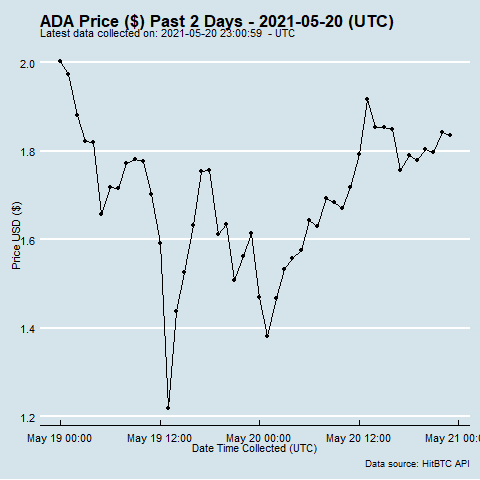 ADA Price ($) Past 2 Days - 2021-05-20 (UTC)
Latest data collected on: 2021-05-20 23:00:59 - UTC
2.0
1.8
1.6
1.4
1.2
Price USD ($)
May 19 00:00 May 19 12:00 May 20 00:00 May 20 12:00 May 21 00:0
Date Time Collected (UTC)
Data source: HitBTC API